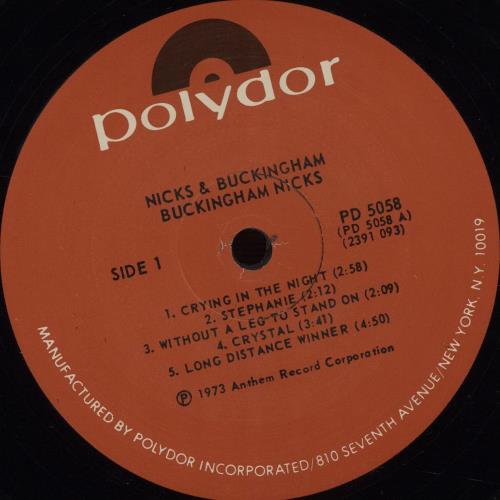 polydor
NICKS & BUCKINGHAM
BUCKINGHAM NICKS
SIDE 1
PD 5058
(PD 5058 A)
(2391 093)
1. CRYING IN THE NIGHT (2:58)
2. STEPHANIE (2:12)
3. WITHOUT A LEG TO STAND ON (2:09)
4. CRYSTAL (3:41)
5. LONG DISTANCE WINNER (4:50)
℗ 1973 Anthem Record Corporation
MANUFACTURED BY POLYDOR INCORPORATED/810 SEVENTH AVENUE/NEW YORK, N.Y. 10019